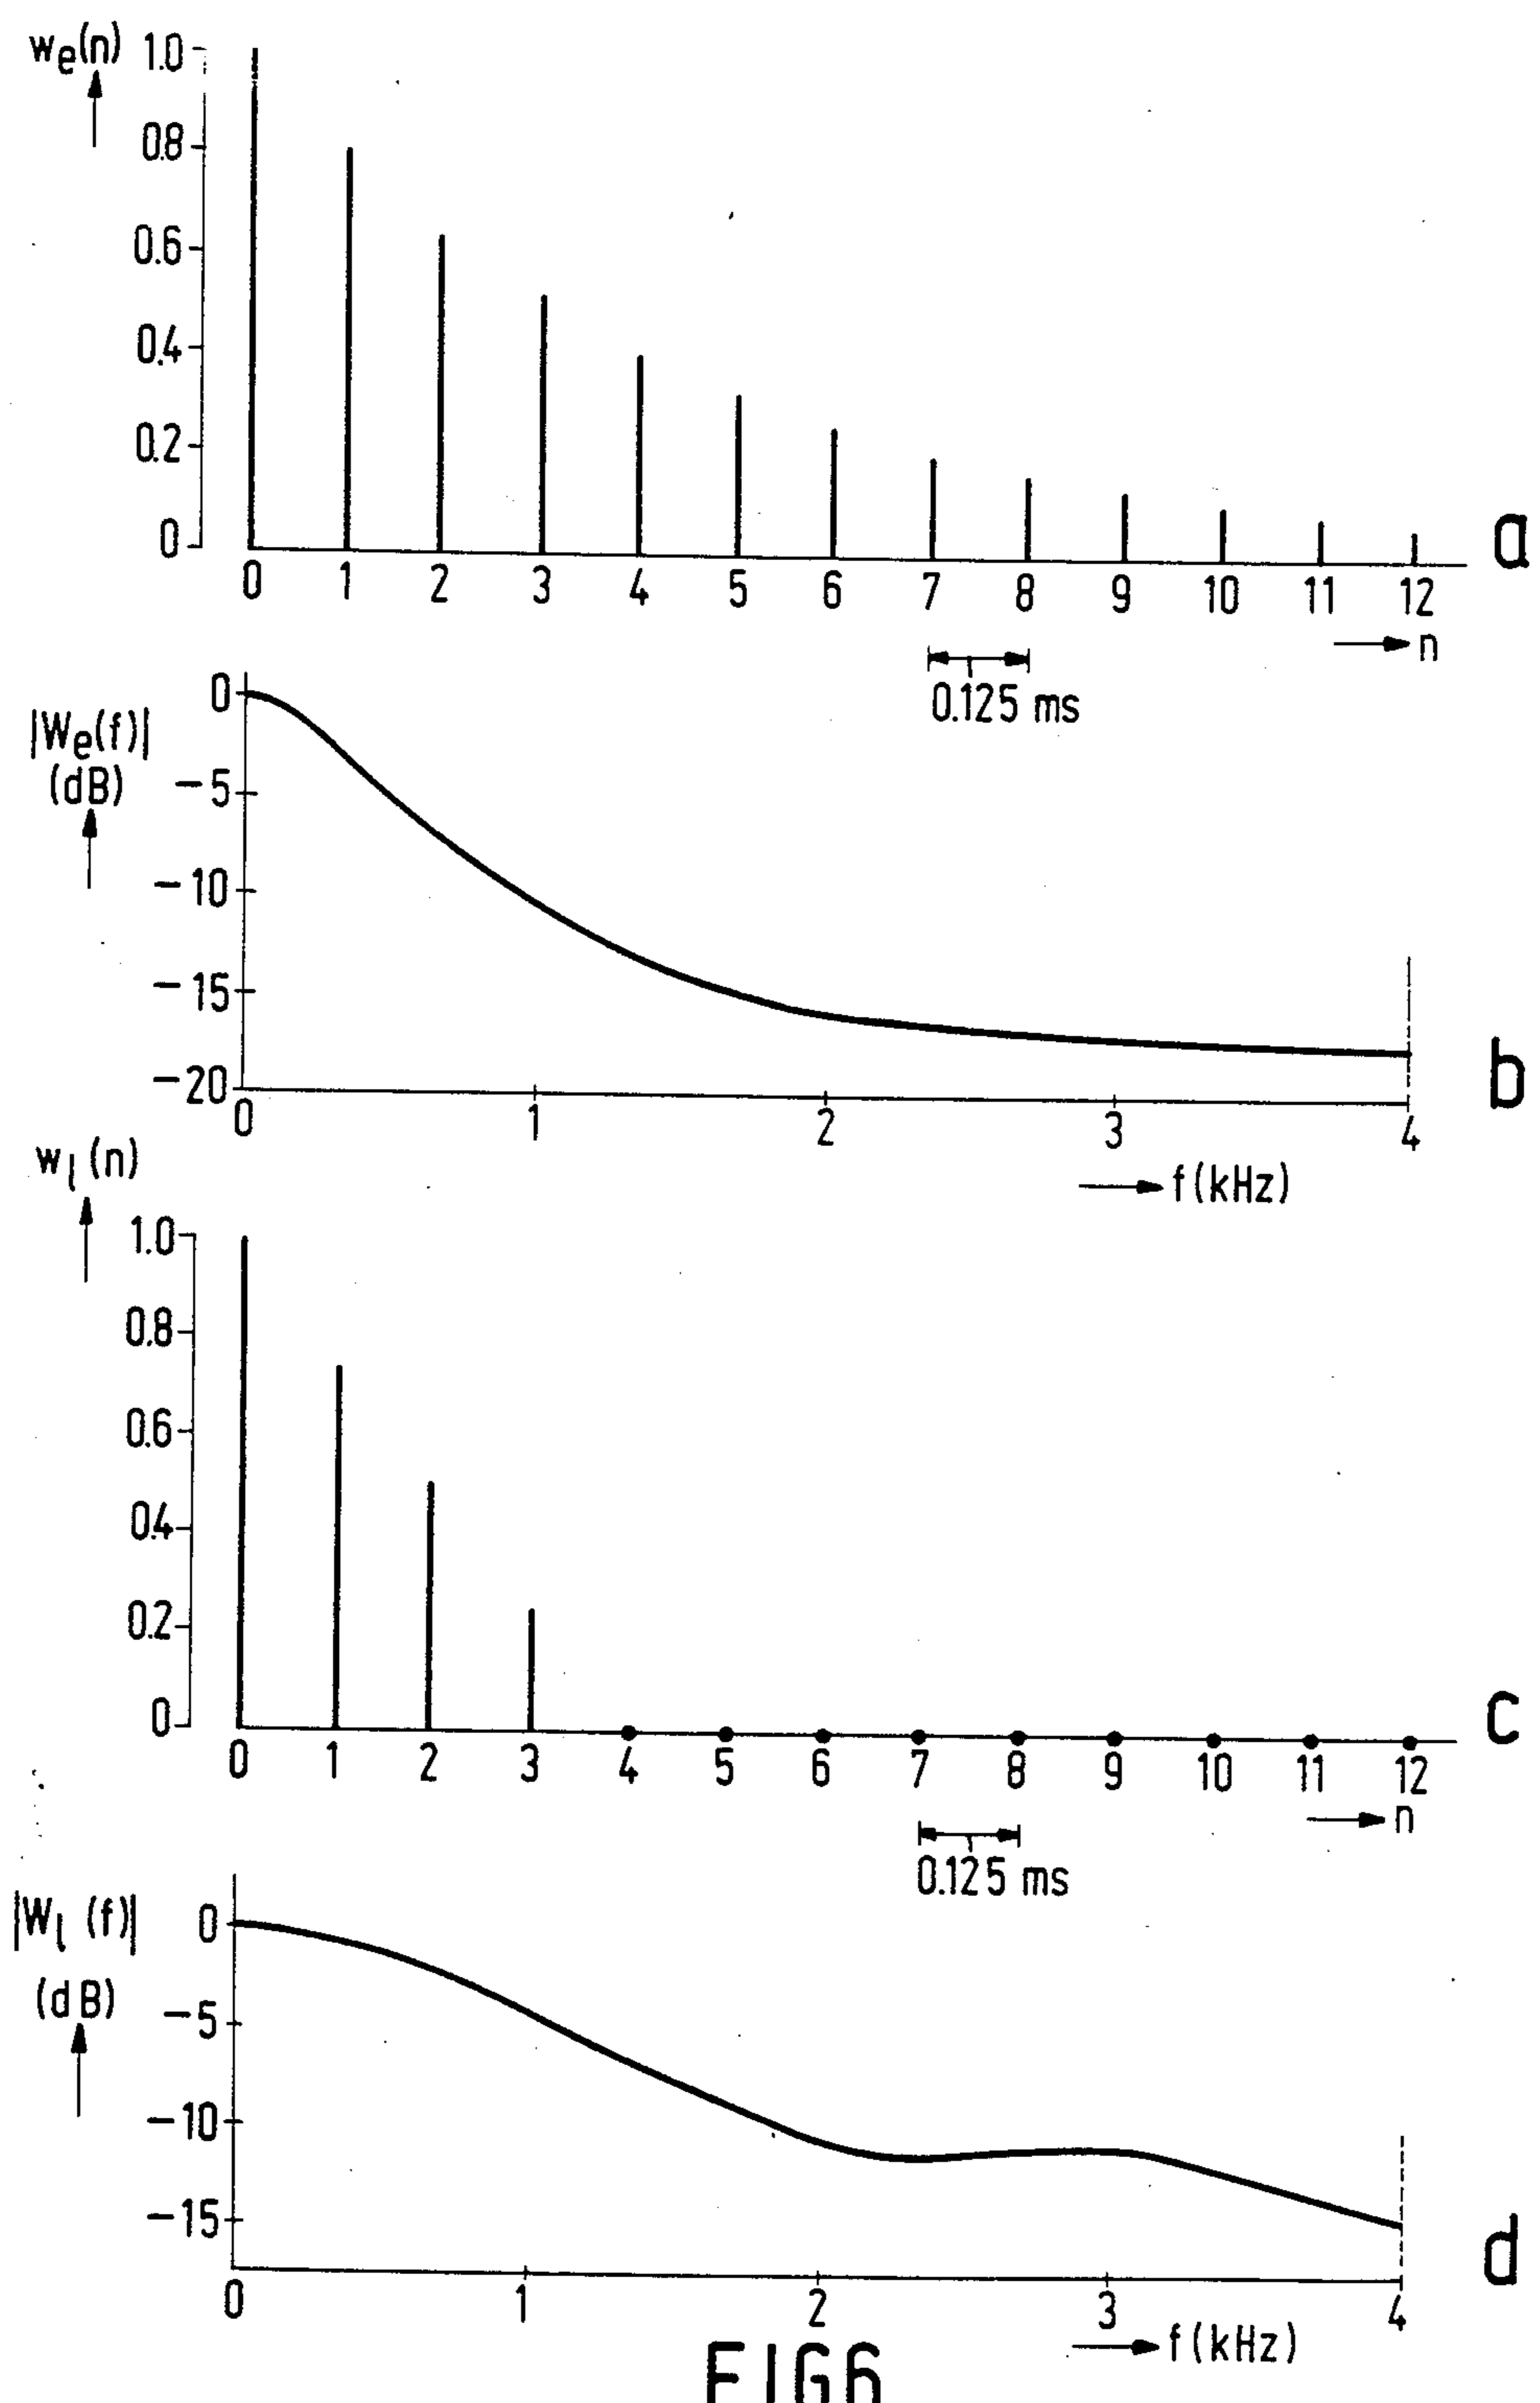 we(n)
1.0
0.8
0.6
0.4
0.2
0
0 1 2 3 4 5 6 7 8 9 10 11 12
n
0.125 ms
a
|We(f)|
(dB)
0
−5
−10
−15
−20
0 1 2 3 4
f(kHz)
b
wl(n)
1.0
0.8
0.6
0.4
0.2
0
0 1 2 3 4 5 6 7 8 9 10 11 12
n
0.125 ms
c
|Wl(f)|
(dB)
0
−5
−10
−15
0 1 2 3 4
f(kHz)
d
FIG6